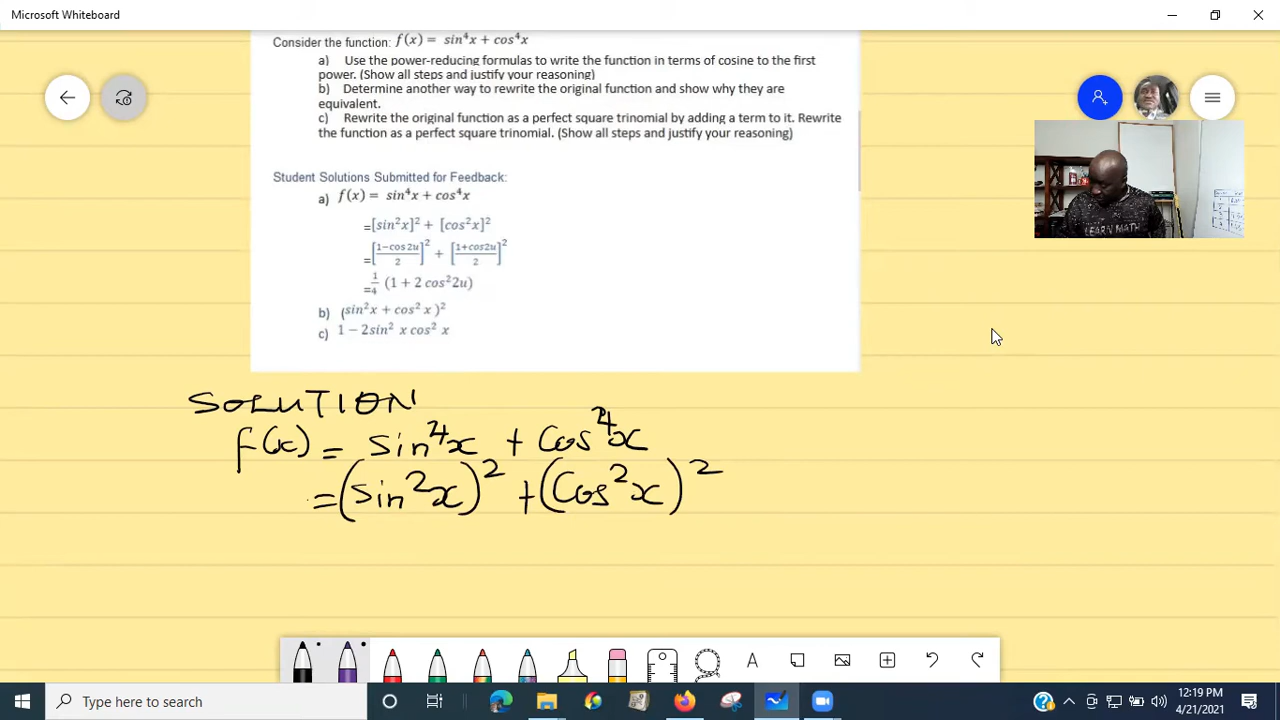 Microsoft Whiteboard
Consider the function: f(x) = sin⁴x + cos⁴x
a) Use the power-reducing formulas to write the function in terms of cosine to the first
power. (Show all steps and justify your reasoning)
b) Determine another way to rewrite the original function and show why they are
equivalent.
c) Rewrite the original function as a perfect square trinomial by adding a term to it. Rewrite
the function as a perfect square trinomial. (Show all steps and justify your reasoning)
Student Solutions Submitted for Feedback:
a) f(x) = sin⁴x + cos⁴x
=[sin²x]² + [cos²x]²
=[(1−cos2u)/2]² + [(1+cos2u)/2]²
=1/4 (1 + 2 cos²2u)
b) (sin²x + cos² x )²
c) 1 − 2sin² x cos² x
LEARN MATH
SOLUTION
f(x) = sin⁴x + cos⁴x
=(sin²x)² + (cos²x)²
Type here to search
12:19 PM
4/21/2021